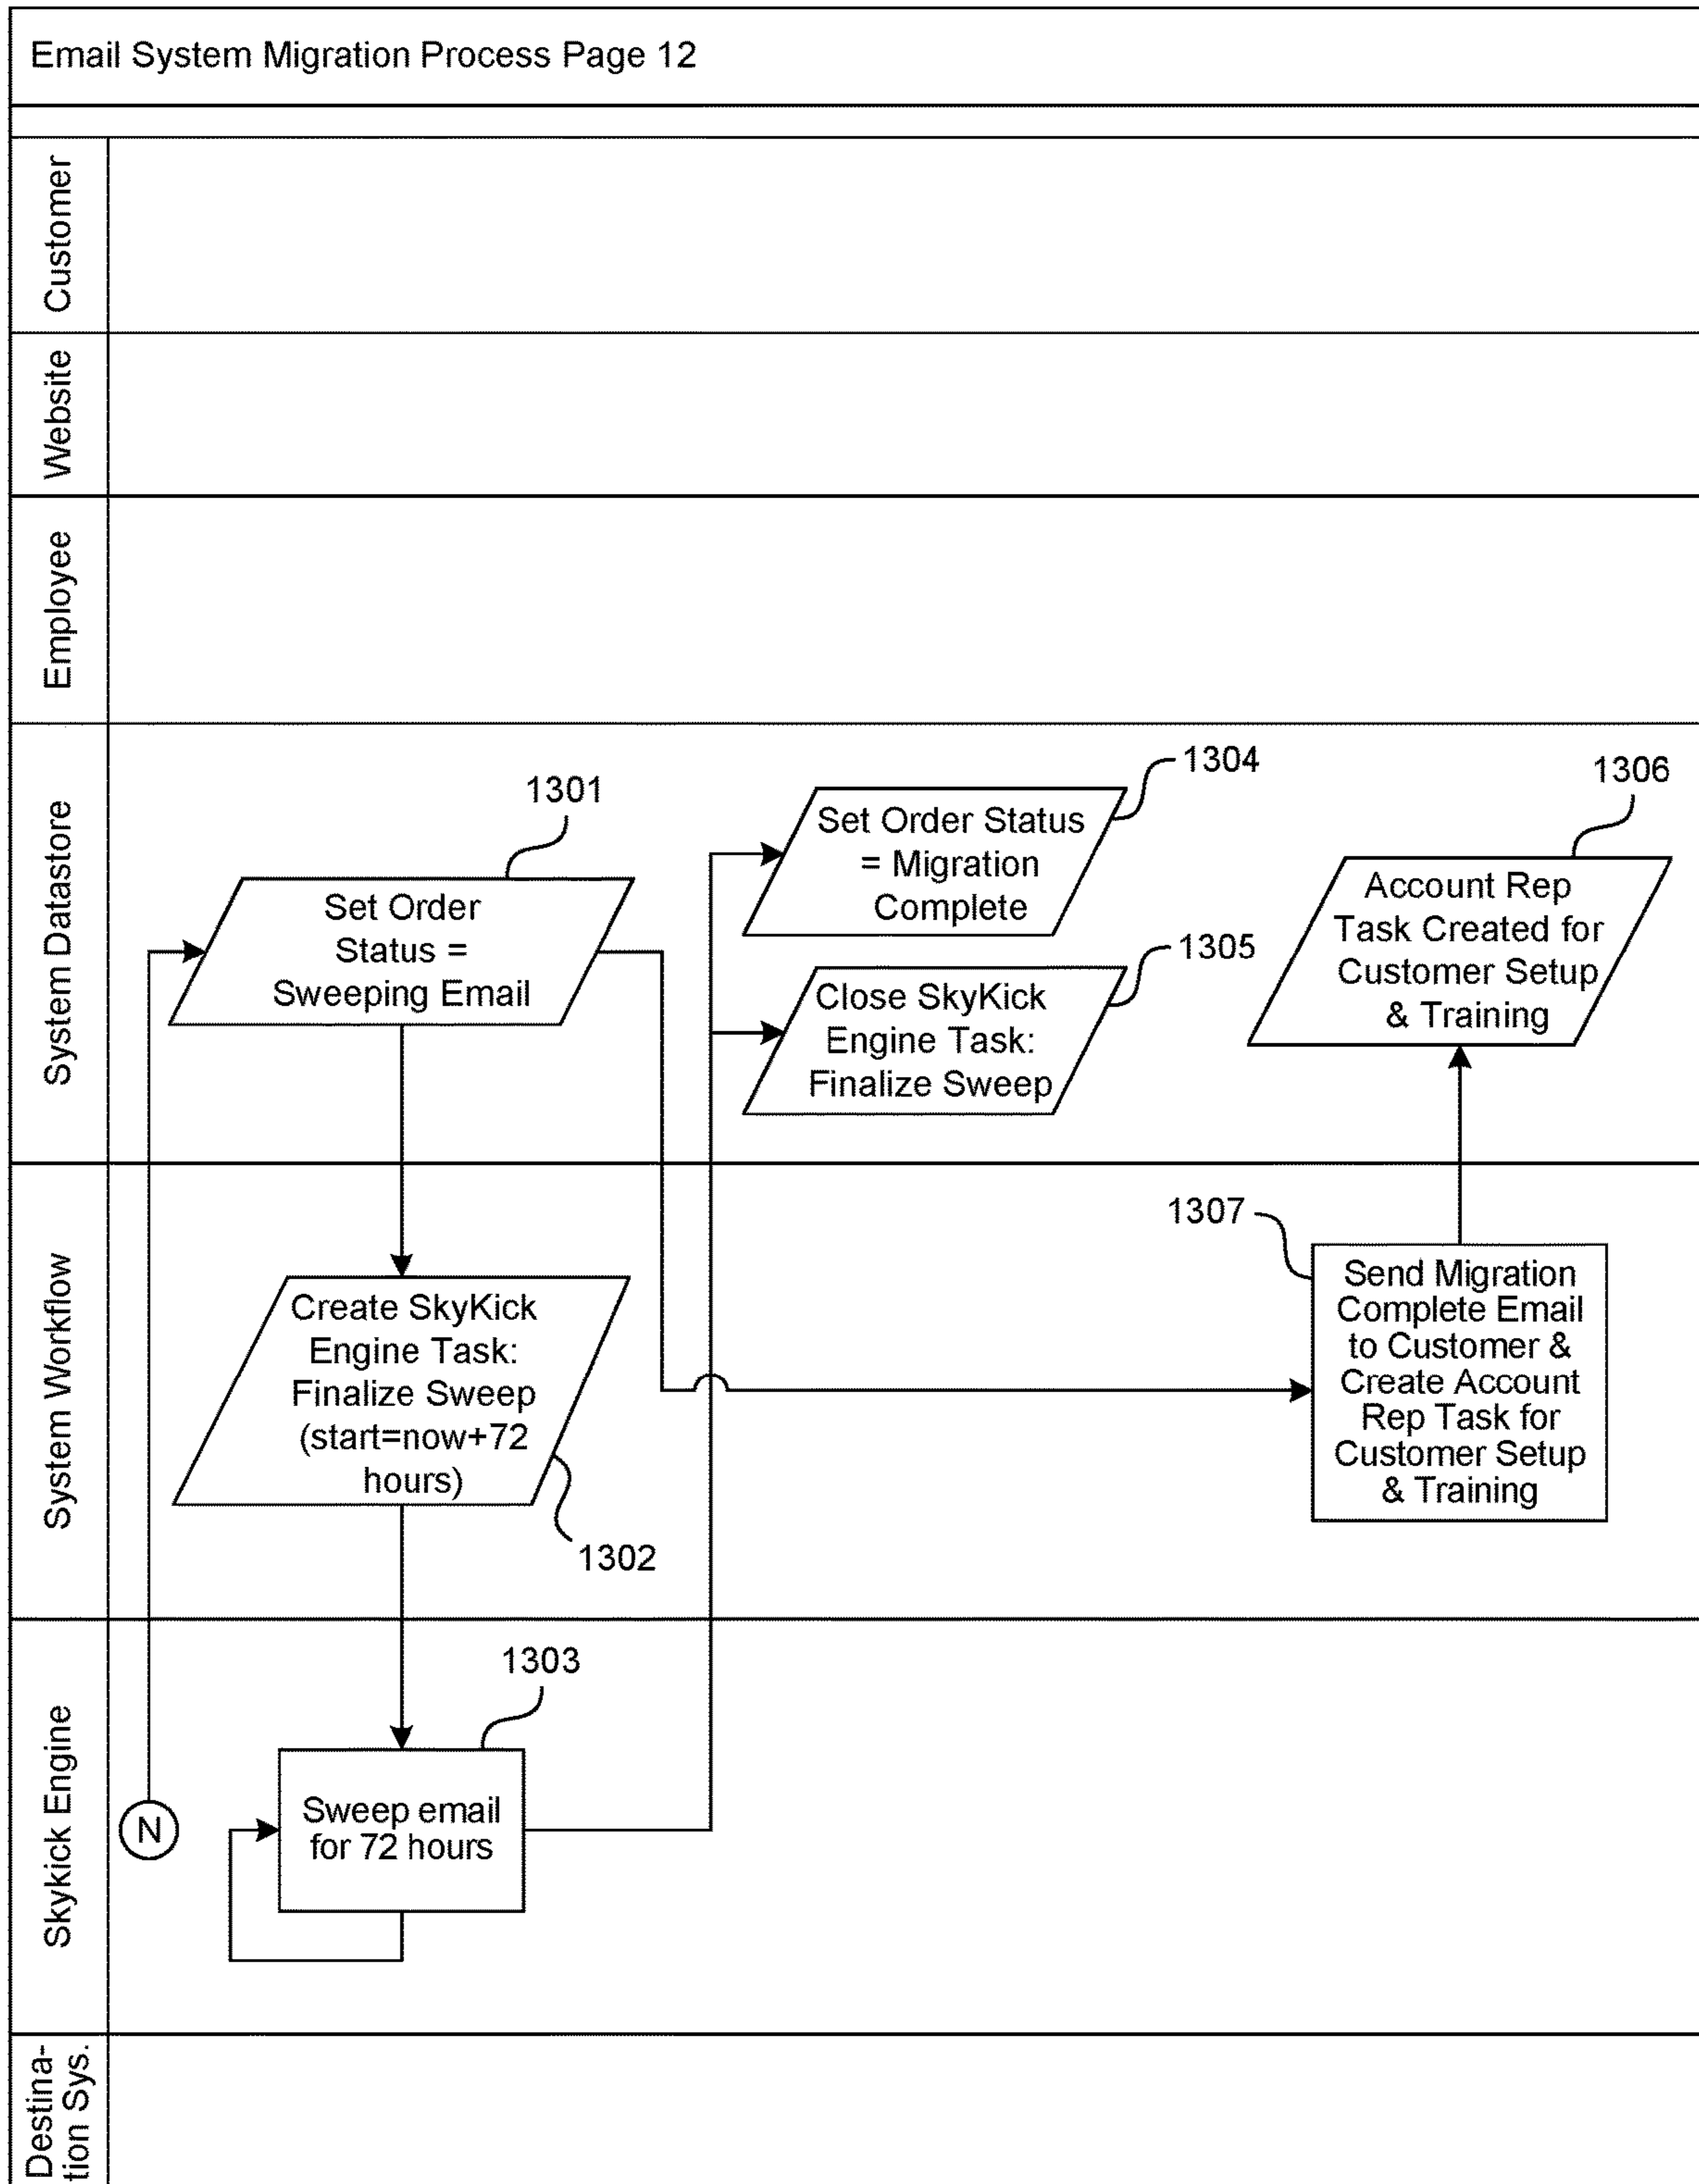 Email System Migration Process Page 12
Customer
Website
Employee
System Datastore
1301
Set Order
Status =
Sweeping Email
1304
Set Order Status
= Migration
Complete
1305
Close SkyKick
Engine Task:
Finalize Sweep
1306
Account Rep
Task Created for
Customer Setup
& Training
System Workflow
Create SkyKick
Engine Task:
Finalize Sweep
(start=now+72
hours)
1302
1307
Send Migration
Complete Email
to Customer &
Create Account
Rep Task for
Customer Setup
& Training
Skykick Engine
N
1303
Sweep email
for 72 hours
Destina-
tion Sys.